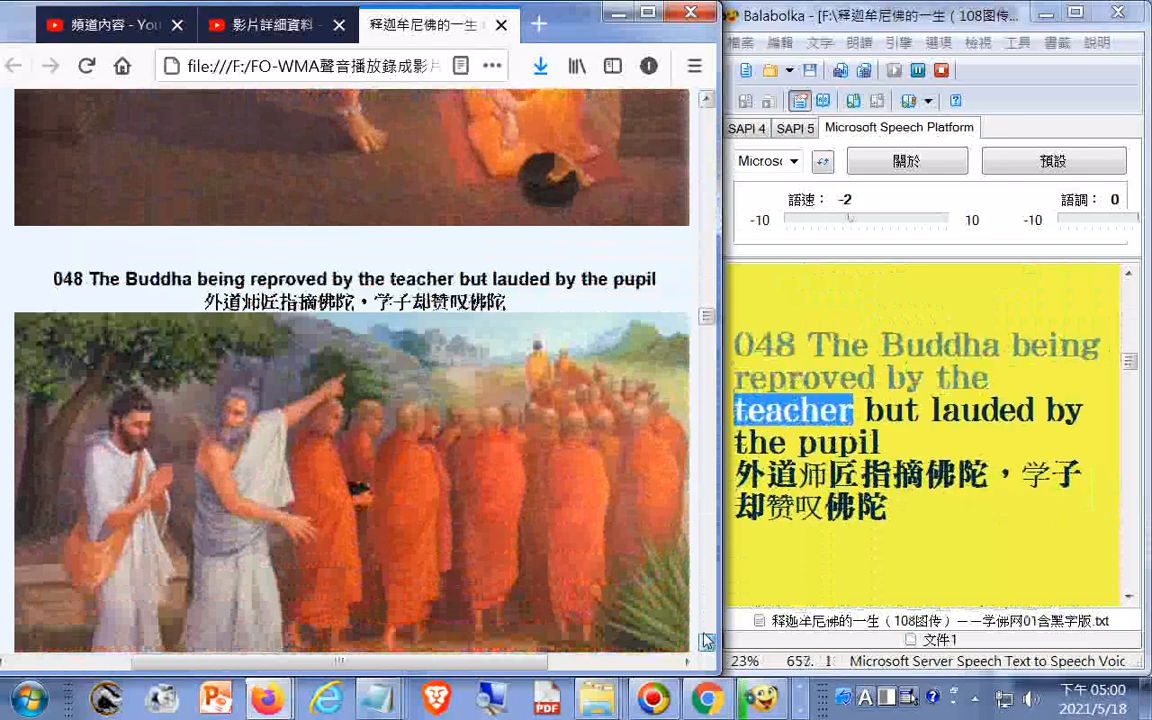 頻道內容 - You
影片詳細資料 -
释迦牟尼佛的一生
file:///F:/FO-WMA聲音播放錄成影片
048 The Buddha being reproved by the teacher but lauded by the pupil
外道师匠指摘佛陀，学子却赞叹佛陀
Balabolka - [F:\释迦牟尼佛的一生（108图传...
檔案 編輯 文字 朗讀 引擎 選項 檢視 工具 書籤 說明
SAPI 4 SAPI 5 Microsoft Speech Platform
Microsc 關於 預設
語速： -2 語調： 0
-10 10 -10
048 The Buddha being
reproved by the
teacher but lauded by
the pupil
外道师匠指摘佛陀，学子
却赞叹佛陀
释迦牟尼佛的一生（108图传）——学佛网01含黑字版.txt
文件1
23% 657: 1 Microsoft Server Speech Text to Speech Voic
下午 05:00
2021/5/18